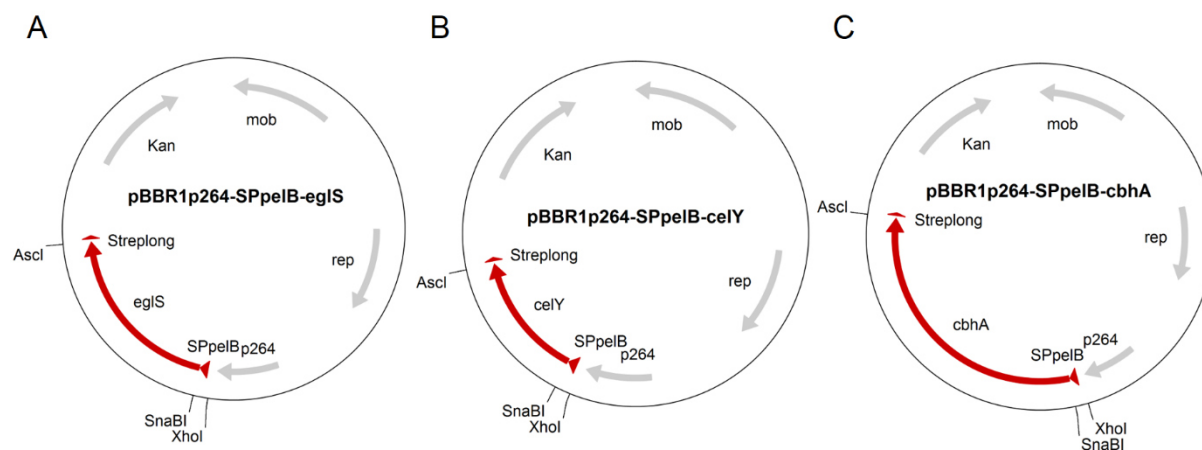 A
mob
Kan
pBBR1p264-SPpelB-eglS
Streplong
AscI
rep
eglS
SPpelB
p264
SnaBI
XhoI
B
mob
Kan
pBBR1p264-SPpelB-celY
Streplong
AscI
rep
celY
SPpelB
p264
SnaBI
XhoI
C
mob
Kan
pBBR1p264-SPpelB-cbhA
AscI
Streplong
rep
cbhA
p264
SPpelB
XhoI
SnaBI